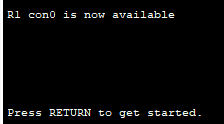 R1 con0 is now available
Press RETURN to get started.